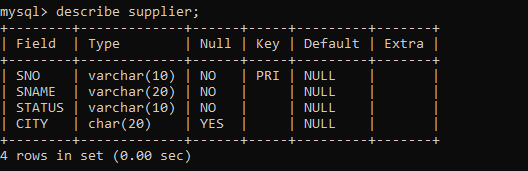 mysql> describe supplier;
+--------+-------------+------+-----+---------+-------+
| Field  | Type        | Null | Key | Default | Extra |
+--------+-------------+------+-----+---------+-------+
| SNO    | varchar(10) | NO   | PRI | NULL    |       |
| SNAME  | varchar(20) | NO   |     | NULL    |       |
| STATUS | varchar(10) | NO   |     | NULL    |       |
| CITY   | char(20)    | YES  |     | NULL    |       |
+--------+-------------+------+-----+---------+-------+
4 rows in set (0.00 sec)